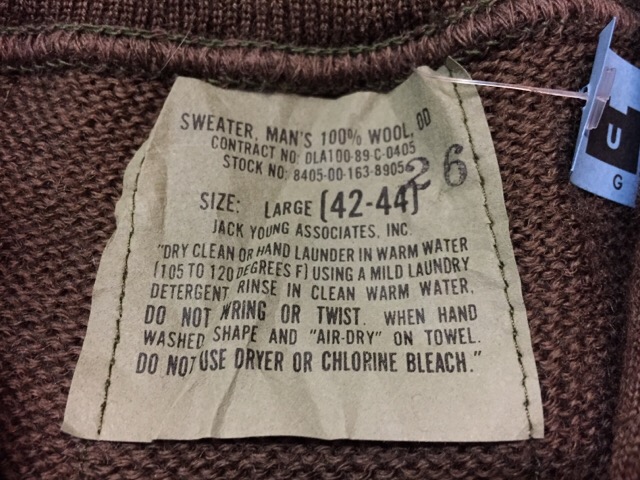 SWEATER, MAN'S 100% WOOL, OD
CONTRACT NO: DLA100-89-C-0405
STOCK NO: 8405-00-163-8905
26
SIZE: LARGE (42-44)
JACK YOUNG ASSOCIATES, INC.
"DRY CLEAN OR HAND LAUNDER IN WARM WATER
(105 TO 120 DEGREES F) USING A MILD LAUNDRY
DETERGENT RINSE IN CLEAN WARM WATER.
DO NOT WRING OR TWIST. WHEN HAND
WASHED SHAPE AND "AIR-DRY" ON TOWEL.
DO NOT USE DRYER OR CHLORINE BLEACH."
U
G